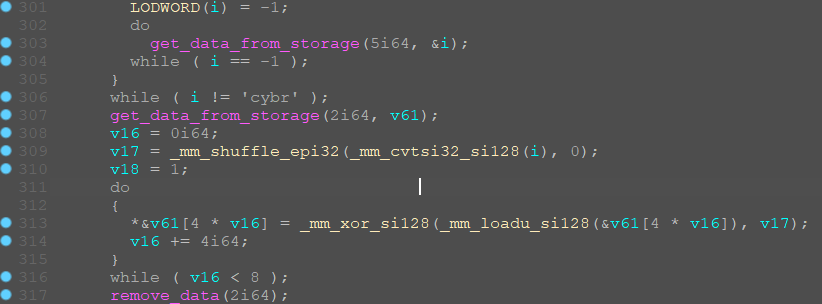 301 LODWORD(i) = -1;
302 do
303 get_data_from_storage(5i64, &i);
304 while ( i == -1 );
305 }
306 while ( i != 'cybr' );
307 get_data_from_storage(2i64, v61);
308 v16 = 0i64;
309 v17 = _mm_shuffle_epi32(_mm_cvtsi32_si128(i), 0);
310 v18 = 1;
311 do
312 {
313 *&v61[4 * v16] = _mm_xor_si128(_mm_loadu_si128(&v61[4 * v16]), v17);
314 v16 += 4i64;
315 }
316 while ( v16 < 8 );
317 remove_data(2i64);